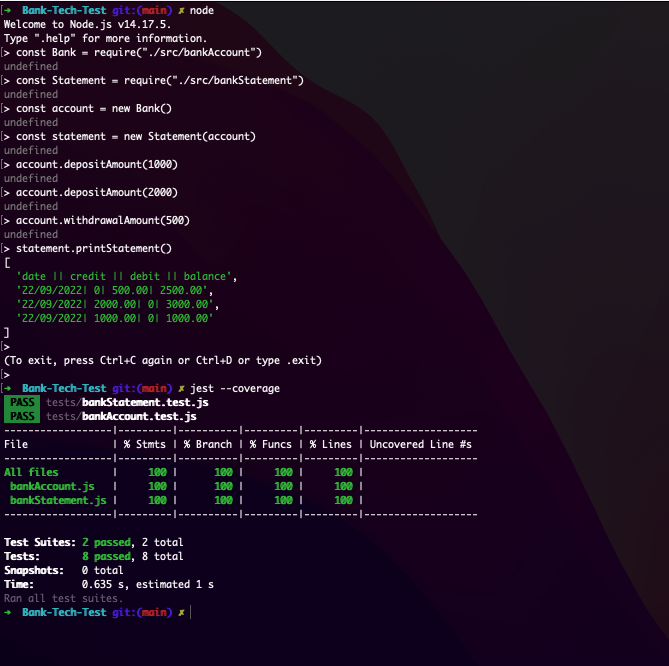 [➜  Bank-Tech-Test git:(main) ✗ node
Welcome to Node.js v14.17.5.
Type ".help" for more information.
[> const Bank = require("./src/bankAccount")
undefined
[> const Statement = require("./src/bankStatement")
undefined
[> const account = new Bank()
undefined
[> const statement = new Statement(account)
undefined
[> account.depositAmount(1000)
undefined
[> account.depositAmount(2000)
undefined
[> account.withdrawalAmount(500)
undefined
[> statement.printStatement()
[
  'date || credit || debit || balance',
  '22/09/2022| 0| 500.00| 2500.00',
  '22/09/2022| 2000.00| 0| 3000.00',
  '22/09/2022| 1000.00| 0| 1000.00'
]
[>
(To exit, press Ctrl+C again or Ctrl+D or type .exit)
[>
[➜  Bank-Tech-Test git:(main) ✗ jest --coverage
 PASS  tests/bankStatement.test.js
 PASS  tests/bankAccount.test.js
------------------|---------|----------|---------|---------|-------------------
File              | % Stmts | % Branch | % Funcs | % Lines | Uncovered Line #s
------------------|---------|----------|---------|---------|-------------------
All files         |     100 |      100 |     100 |     100 |
 bankAccount.js   |     100 |      100 |     100 |     100 |
 bankStatement.js |     100 |      100 |     100 |     100 |
------------------|---------|----------|---------|---------|-------------------
Test Suites: 2 passed, 2 total
Tests:       8 passed, 8 total
Snapshots:   0 total
Time:        0.635 s, estimated 1 s
Ran all test suites.
➜  Bank-Tech-Test git:(main) ✗